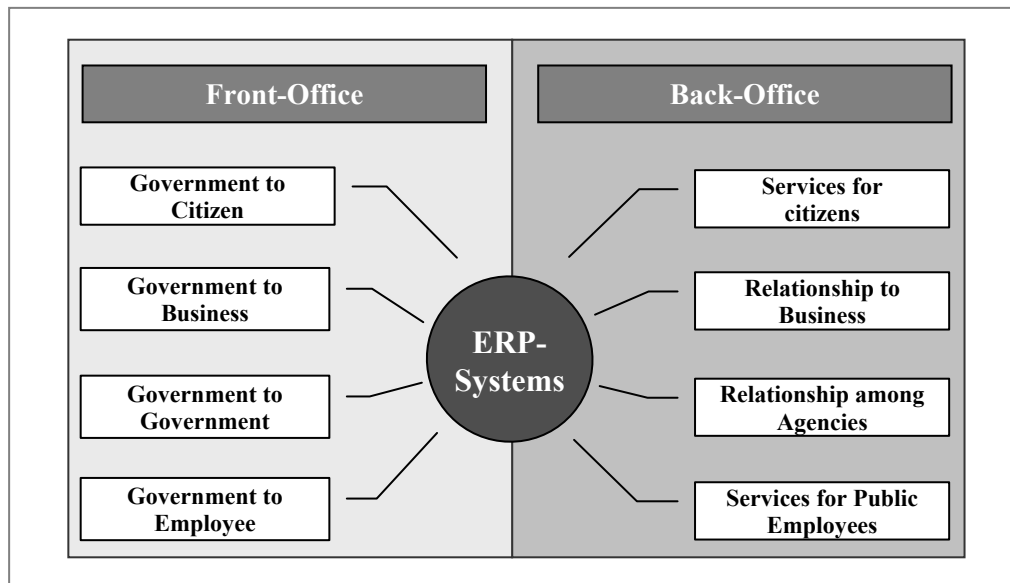 Front-Office
Back-Office
Government to
Citizen
Services for
citizens
Government to
Business
Relationship to
Business
ERP-
Systems
Government to
Government
Relationship among
Agencies
Government to
Employee
Services for Public
Employees